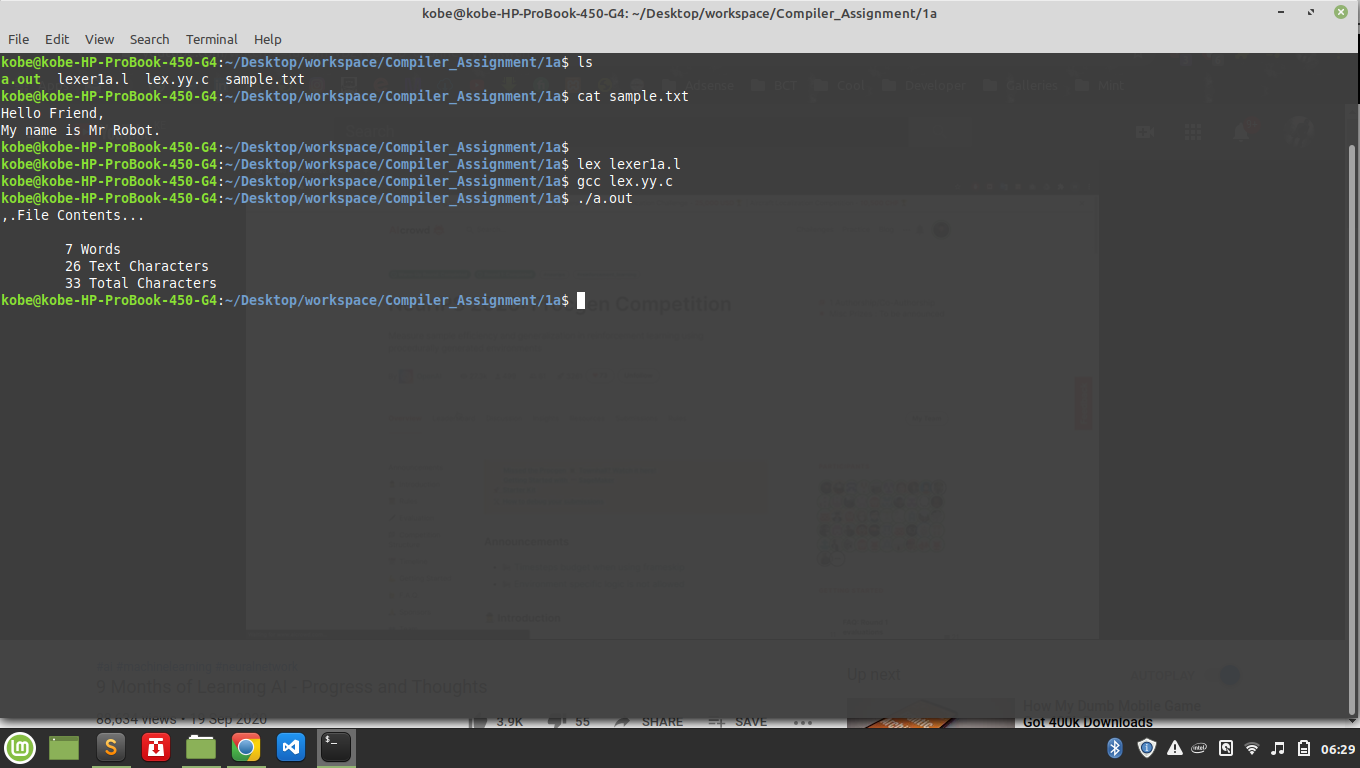 kobe@kobe-HP-ProBook-450-G4: ~/Desktop/workspace/Compiler_Assignment/1a
File Edit View Search Terminal Help
kobe@kobe-HP-ProBook-450-G4:~/Desktop/workspace/Compiler_Assignment/1a$ ls
a.out lexer1a.l lex.yy.c sample.txt
kobe@kobe-HP-ProBook-450-G4:~/Desktop/workspace/Compiler_Assignment/1a$ cat sample.txt
Hello Friend,
My name is Mr Robot.
kobe@kobe-HP-ProBook-450-G4:~/Desktop/workspace/Compiler_Assignment/1a$
kobe@kobe-HP-ProBook-450-G4:~/Desktop/workspace/Compiler_Assignment/1a$ lex lexer1a.l
kobe@kobe-HP-ProBook-450-G4:~/Desktop/workspace/Compiler_Assignment/1a$ gcc lex.yy.c
kobe@kobe-HP-ProBook-450-G4:~/Desktop/workspace/Compiler_Assignment/1a$ ./a.out
,.File Contents...
7 Words
26 Text Characters
33 Total Characters
kobe@kobe-HP-ProBook-450-G4:~/Desktop/workspace/Compiler_Assignment/1a$
Competition
Up next
AUTOPLAY
9 Months of Learning AI - Progress and Thoughts
How My Dumb Mobile Game
Got 400k Downloads
88,634 views • 19 Sep 2020 3.9K 55 SHARE SAVE
S
$_
intel
06:29